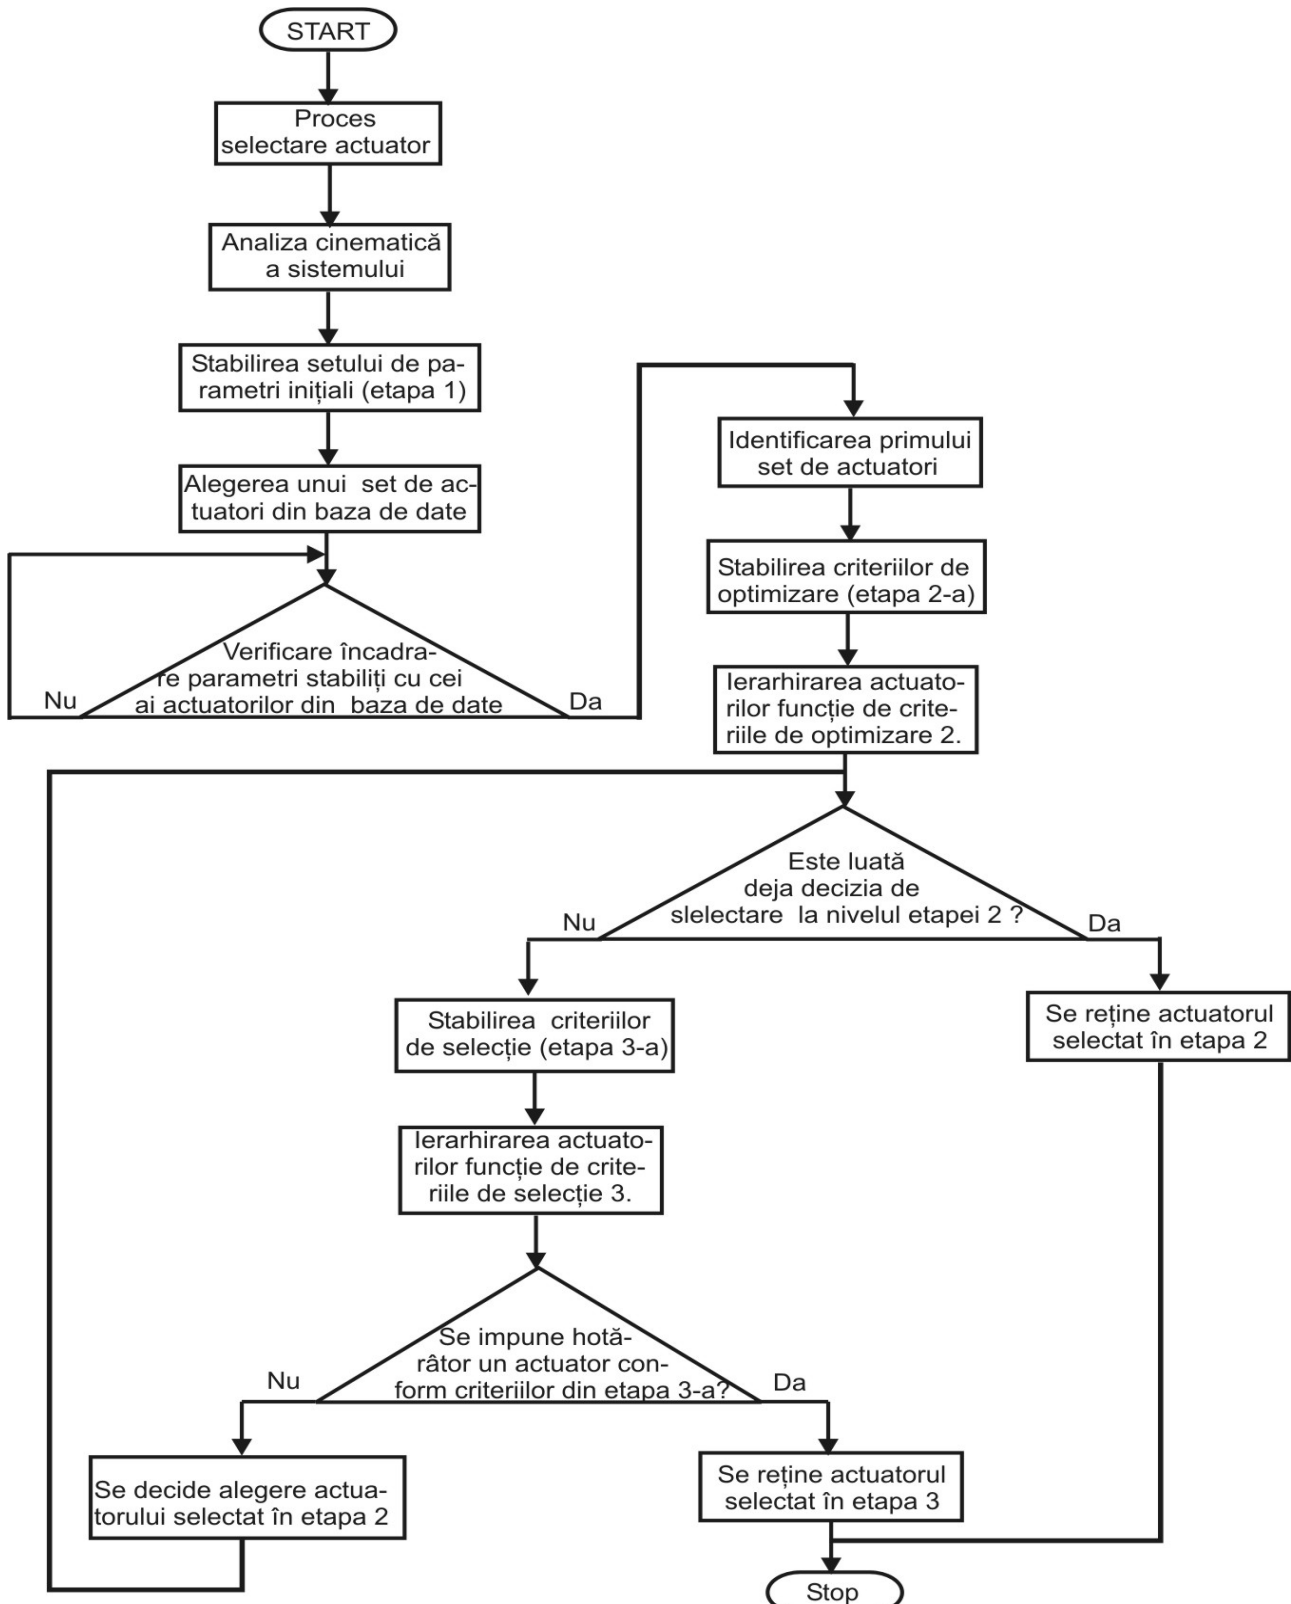 START
Proces
selectare actuator
Analiza cinematică
a sistemului
Stabilirea setului de pa-
rametri inițiali (etapa 1)
Alegerea unui set de ac-
tuatori din baza de date
Verificare încadra-
re parametri stabiliți cu cei
ai actuatorilor din baza de date
Nu
Da
Identificarea primului
set de actuatori
Stabilirea criteriilor de
optimizare (etapa 2-a)
Ierarhirarea actuato-
rilor funcție de crite-
riile de optimizare 2.
Este luată
deja decizia de
slelectare la nivelul etapei 2 ?
Nu
Da
Stabilirea criteriilor
de selecție (etapa 3-a)
Se reține actuatorul
selectat în etapa 2
Ierarhirarea actuato-
rilor funcție de crite-
riile de selecție 3.
Se impune hotă-
râtor un actuator con-
form criteriilor din etapa 3-a?
Nu
Da
Se decide alegere actua-
torului selectat în etapa 2
Se reține actuatorul
selectat în etapa 3
Stop